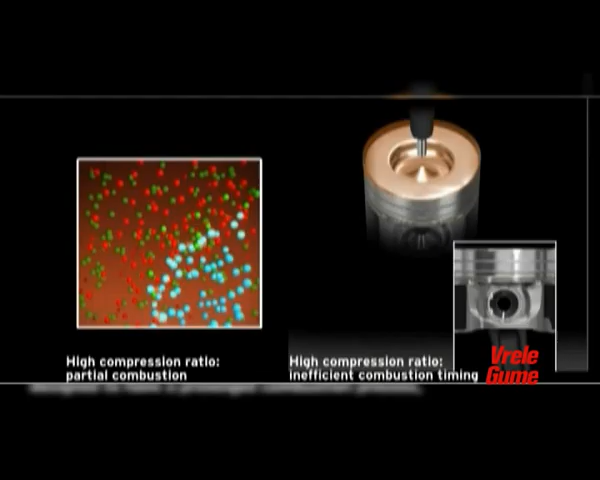 High compression ratio:
partial combustion
High compression ratio:
inefficient combustion timing
Vrele
Gume